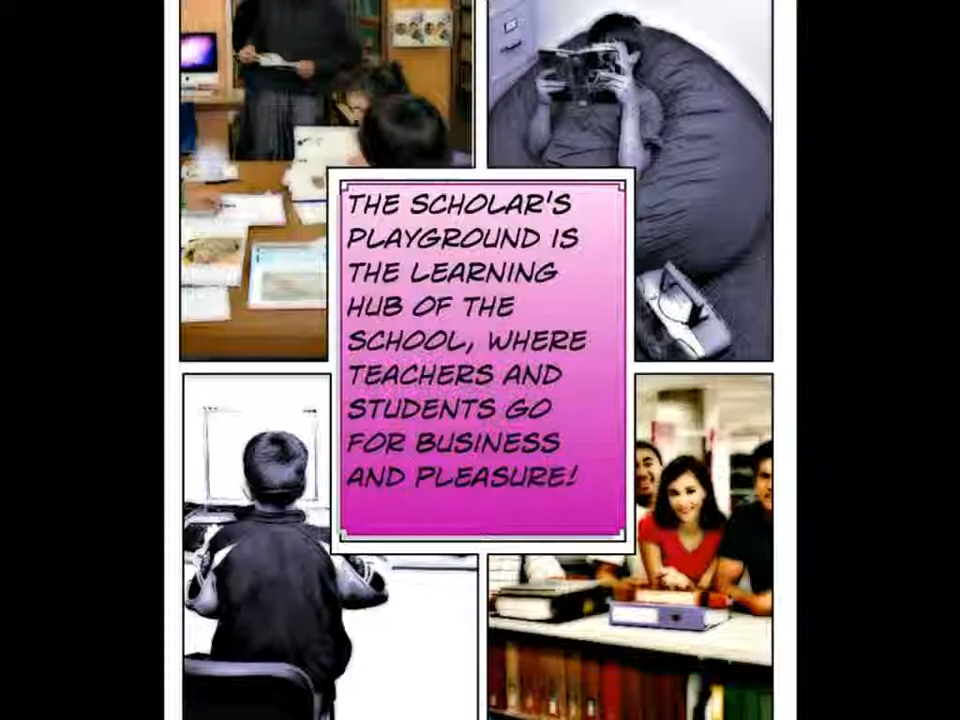 THE SCHOLAR'S
PLAYGROUND IS
THE LEARNING
HUB OF THE
SCHOOL, WHERE
TEACHERS AND
STUDENTS GO
FOR BUSINESS
AND PLEASURE!